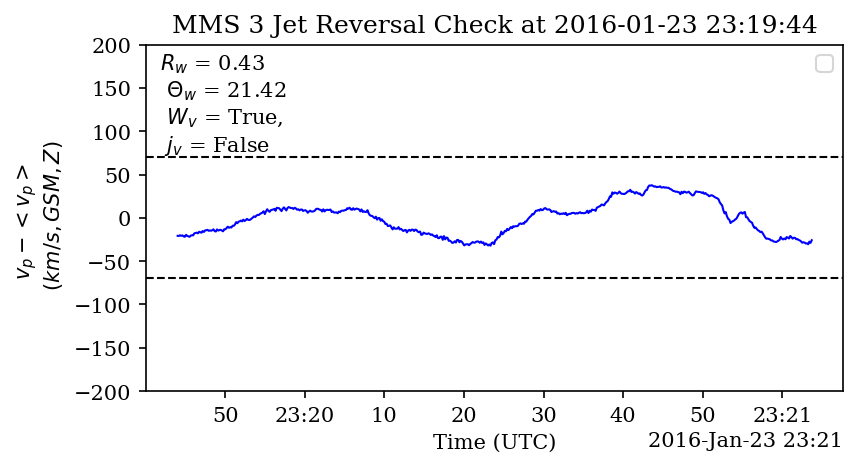 MMS 3 Jet Reversal Check at 2016-01-23 23:19:44
R_w = 0.43
Θ_w = 21.42
W_v = True,
j_v = False
v_p − < v_p >
(km/s, GSM, Z)
200
150
100
50
0
−50
−100
−150
−200
50 23:20 10 20 30 40 50 23:21
Time (UTC)
2016-Jan-23 23:21